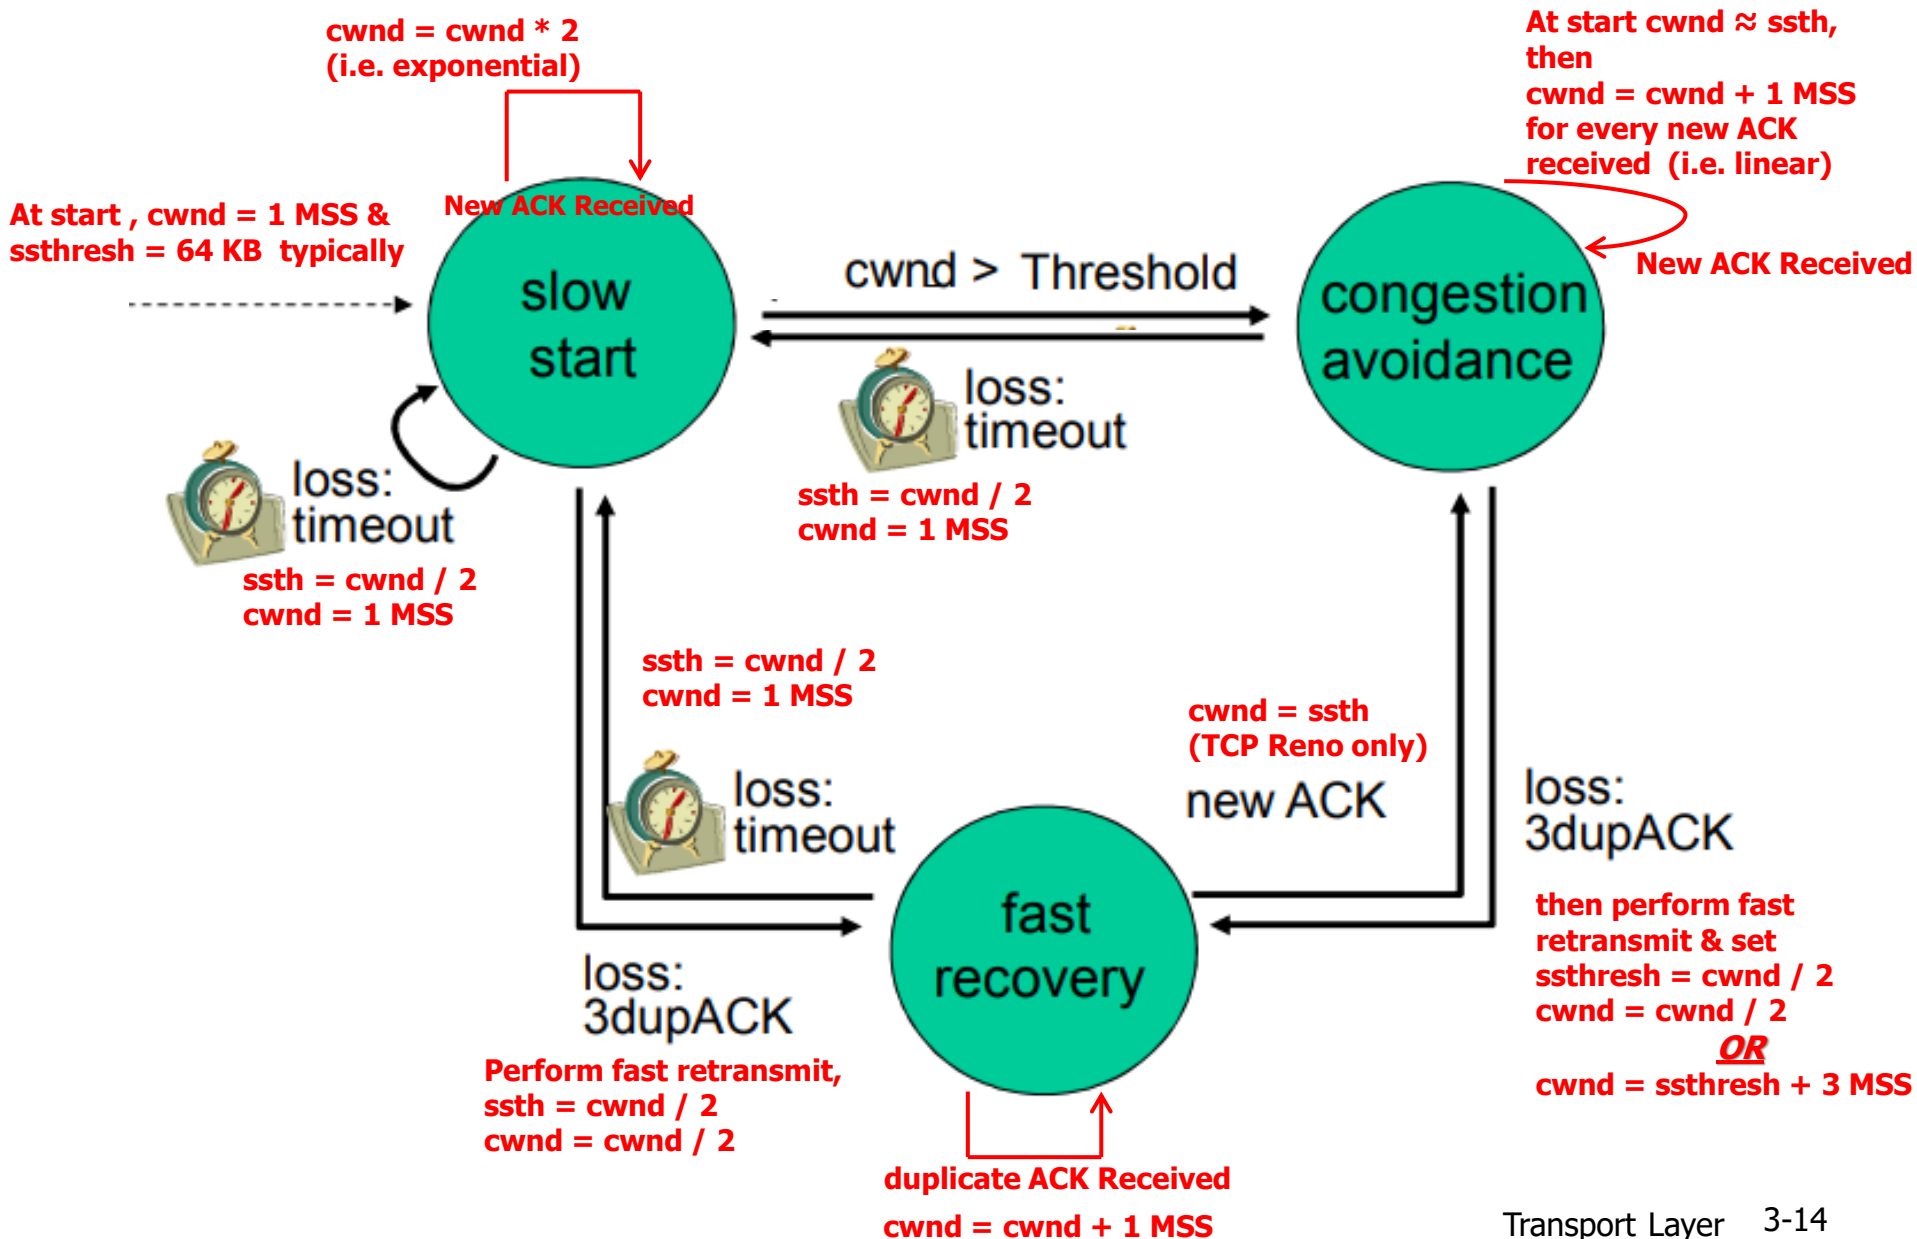 cwnd = cwnd * 2
(i.e. exponential)
At start cwnd ≈ ssth,
then
cwnd = cwnd + 1 MSS
for every new ACK
received (i.e. linear)
New ACK Received
At start , cwnd = 1 MSS &
ssthresh = 64 KB typically
New ACK Received
cwnd > Threshold
slow
start
congestion
avoidance
loss:
timeout
ssth = cwnd / 2
cwnd = 1 MSS
loss:
timeout
ssth = cwnd / 2
cwnd = 1 MSS
ssth = cwnd / 2
cwnd = 1 MSS
cwnd = ssth
(TCP Reno only)
new ACK
loss:
timeout
loss:
3dupACK
then perform fast
retransmit & set
ssthresh = cwnd / 2
cwnd = cwnd / 2
OR
cwnd = ssthresh + 3 MSS
fast
recovery
loss:
3dupACK
Perform fast retransmit,
ssth = cwnd / 2
cwnd = cwnd / 2
duplicate ACK Received
cwnd = cwnd + 1 MSS
Transport Layer 3-14